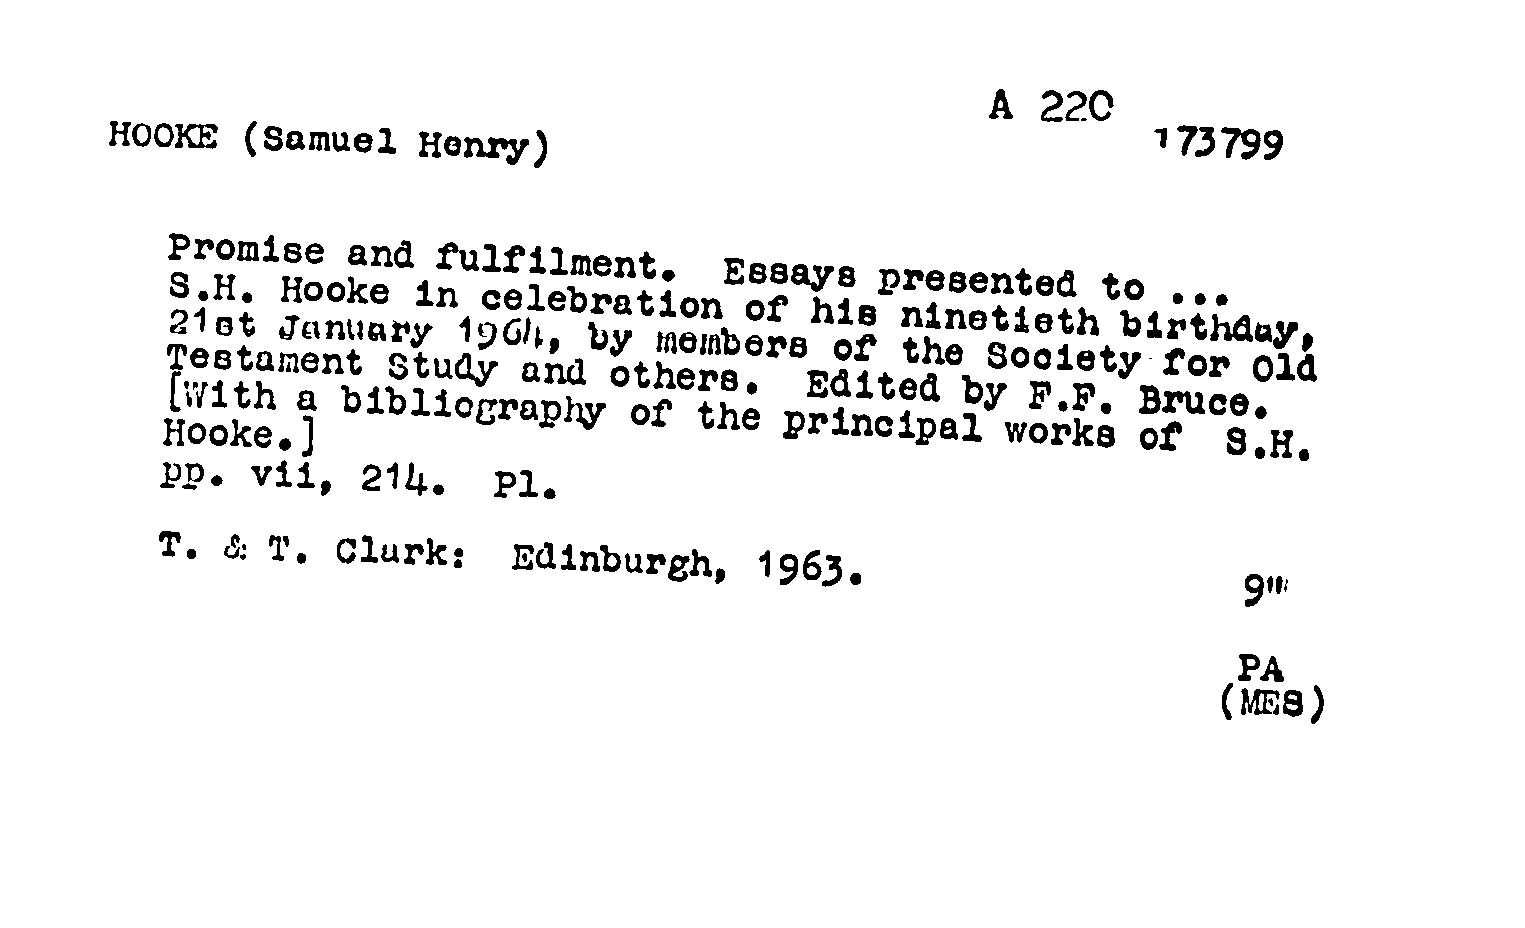 A 220
HOOKE (Samuel Henry)
173799
Promise and fulfilment. Essays presented to ...
S.H. Hooke in celebration of his ninetieth birthday,
21st January 1964, by members of the Society for Old
Testament Study and others. Edited by F.F. Bruce.
[With a bibliography of the principal works of S.H.
Hooke.]
pp. vii, 214. Pl.
T. & T. Clark: Edinburgh, 1963.
9'''
PA
(MES)